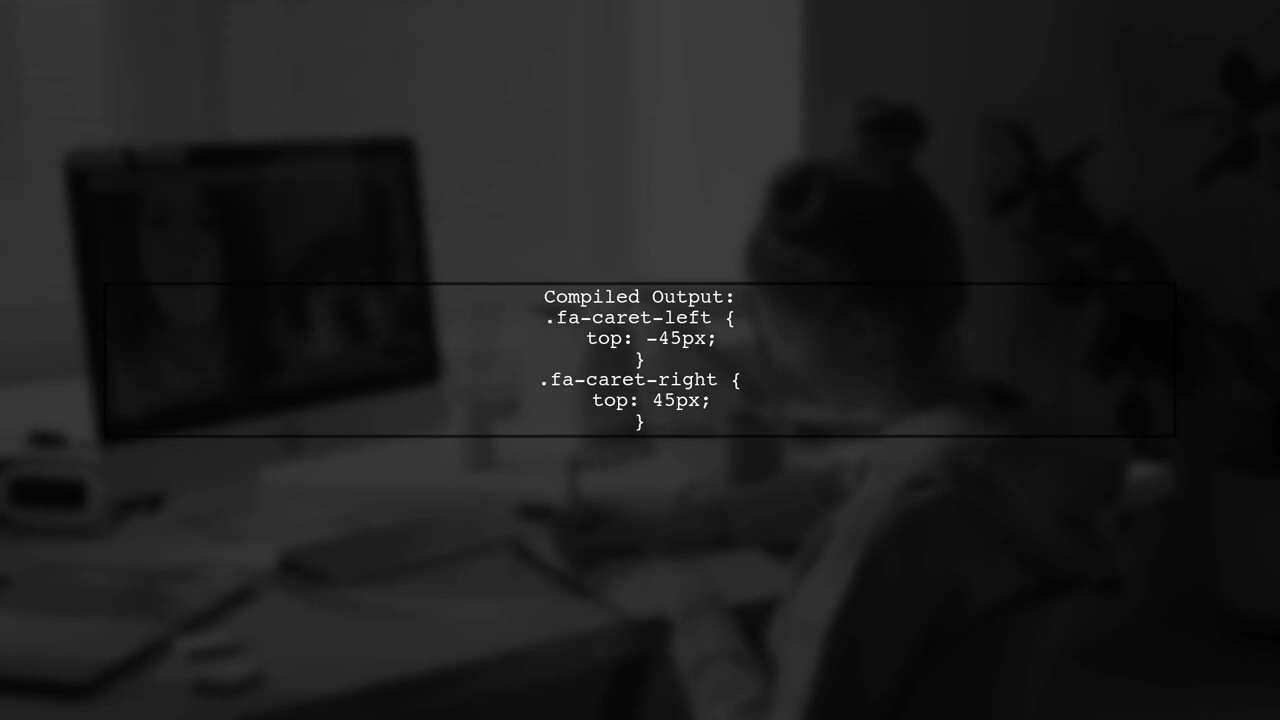 Compiled Output:
.fa-caret-left {
top: -45px;
}
.fa-caret-right {
top: 45px;
}